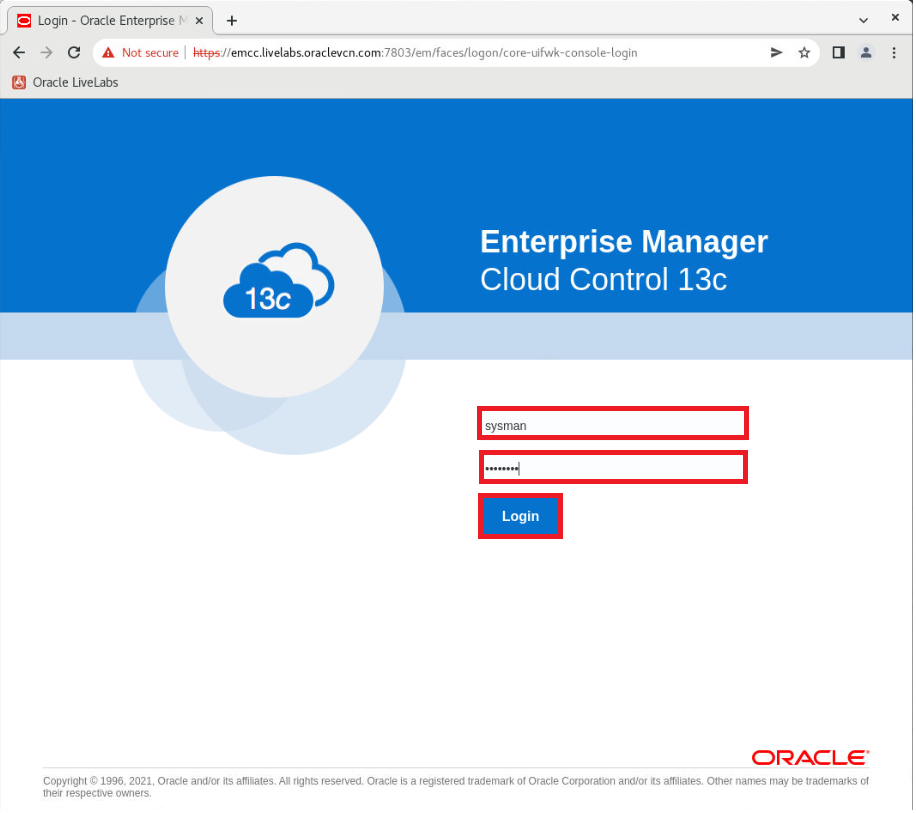 Login - Oracle Enterprise M
Not secure https://emcc.livelabs.oraclevcn.com:7803/em/faces/logon/core-uifwk-console-login
Oracle LiveLabs
13c
Enterprise Manager
Cloud Control 13c
sysman
••••••••
Login
ORACLE®
Copyright © 1996, 2021, Oracle and/or its affiliates. All rights reserved. Oracle is a registered trademark of Oracle Corporation and/or its affiliates. Other names may be trademarks of
their respective owners.